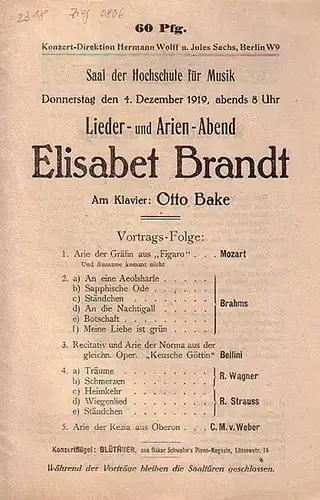 2318 Zig 0806
60 Pfg.
Konzert-Direktion Hermann Wolff u. Jules Sachs, Berlin W9
Saal der Hochschule für Musik
Donnerstag den 4. Dezember 1919, abends 8 Uhr
Lieder- und Arien-Abend
Elisabet Brandt
Am Klavier: Otto Bake
Vortrags-Folge:
1. Arie der Gräfin aus „Figaro" . . . Mozart
Und Susanne kommt nicht
2. a) An eine Aeolsharfe
b) Sapphische Ode
c) Ständchen
d) An die Nachtigall
Brahms
e) Botschaft
f) Meine Liebe ist grün
3. Recitativ und Arie der Norma aus der
gleichn. Oper. „Keusche Göttin" Bellini
4. a) Träume
b) Schmerzen
R. Wagner
c) Heimkehr
d) Wiegenlied
R. Strauss
e) Ständchen
5. Arie der Rezia aus Oberon . . . C. M. v. Weber
Konzertflügel: BLÜTHNER, aus Oskar Schwalm's Piano-Magazin, Lützowstr. 76
Während der Vorträge bleiben die Saaltüren geschlossen.